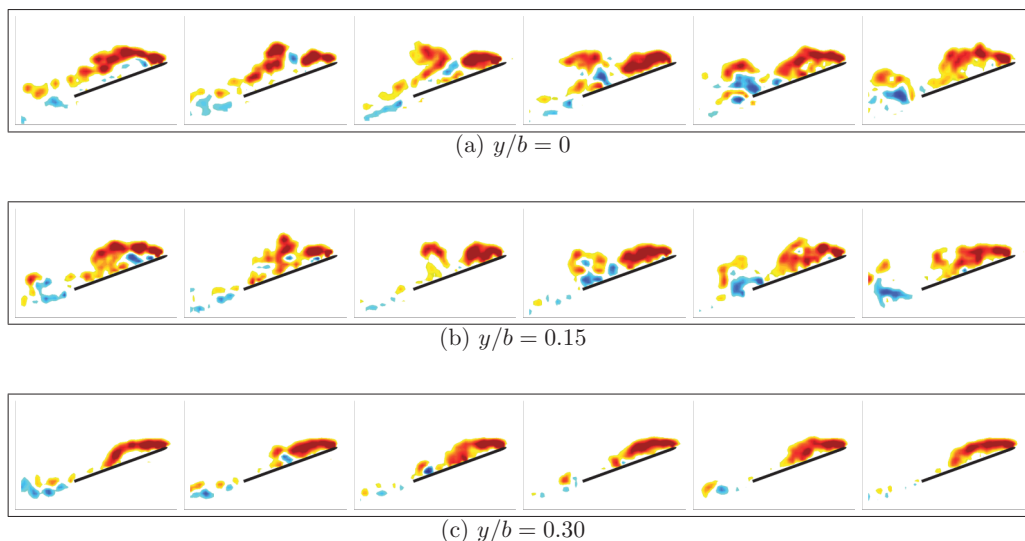 (a) y/b = 0
(b) y/b = 0.15
(c) y/b = 0.30